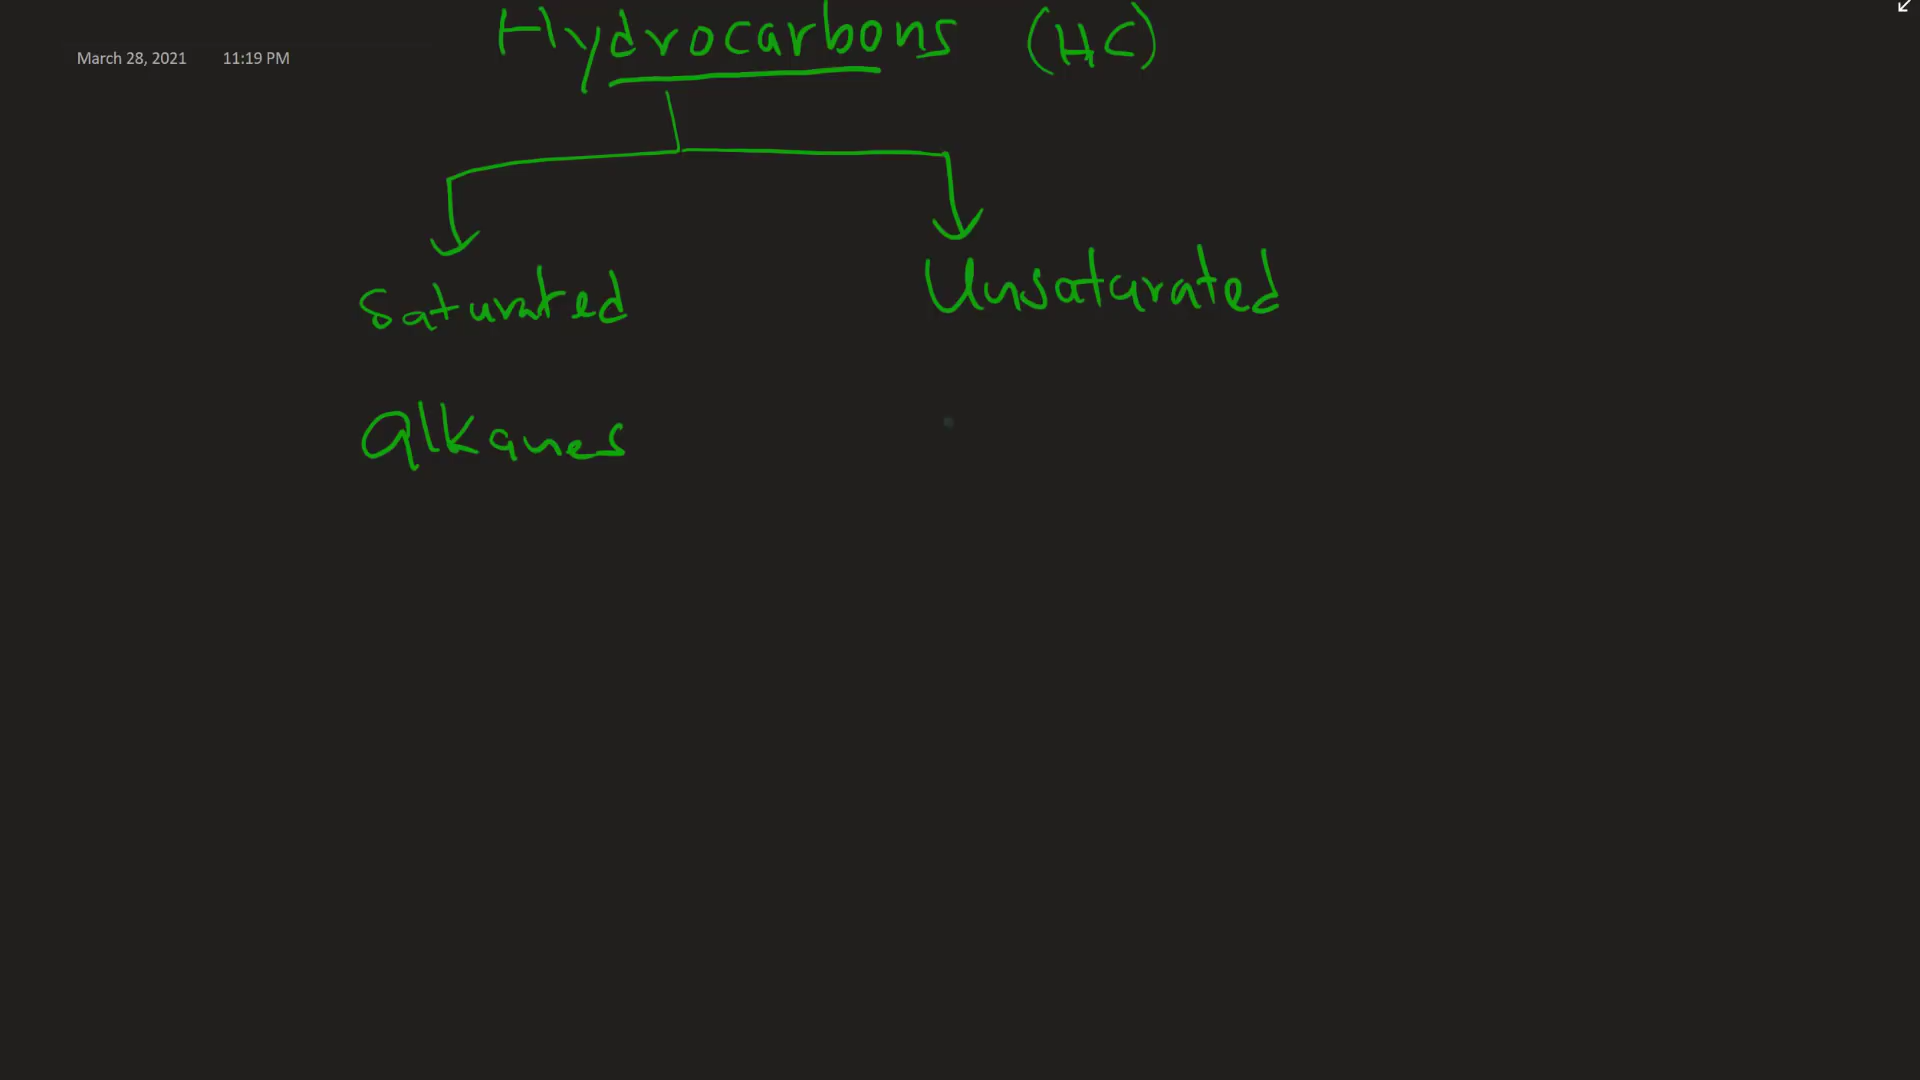 Hydrocarbons (HC)
March 28, 2021 11:19 PM
Saturated Unsaturated
alkanes